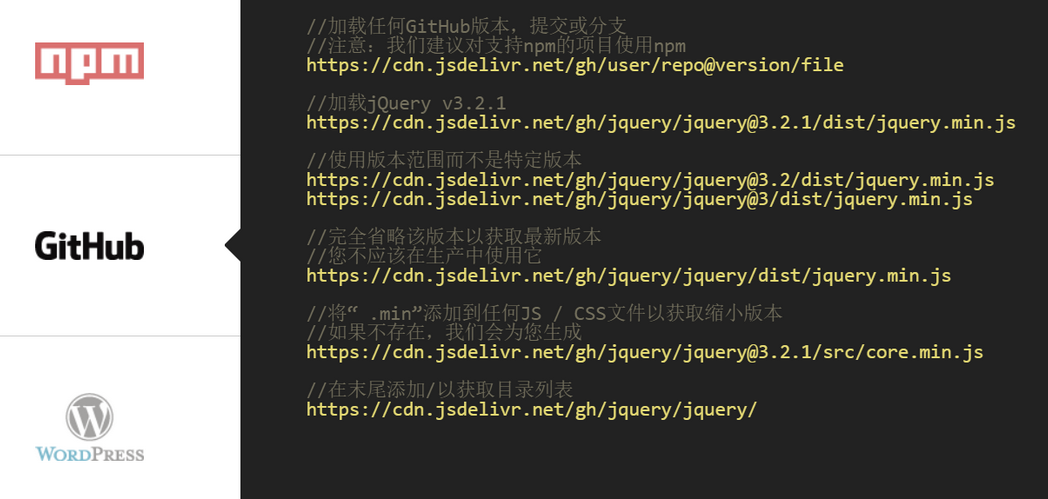 npm
GitHub
WORDPRESS
//加载任何GitHub版本，提交或分支
//注意：我们建议对支持npm的项目使用npm
https://cdn.jsdelivr.net/gh/user/repo@version/file
//加载jQuery v3.2.1
https://cdn.jsdelivr.net/gh/jquery/jquery@3.2.1/dist/jquery.min.js
//使用版本范围而不是特定版本
https://cdn.jsdelivr.net/gh/jquery/jquery@3.2/dist/jquery.min.js
https://cdn.jsdelivr.net/gh/jquery/jquery@3/dist/jquery.min.js
//完全省略该版本以获取最新版本
//您不应该在生产中使用它
https://cdn.jsdelivr.net/gh/jquery/jquery/dist/jquery.min.js
//将“ .min”添加到任何JS / CSS文件以获取缩小版本
//如果不存在，我们会为您生成
https://cdn.jsdelivr.net/gh/jquery/jquery@3.2.1/src/core.min.js
//在末尾添加/以获取目录列表
https://cdn.jsdelivr.net/gh/jquery/jquery/